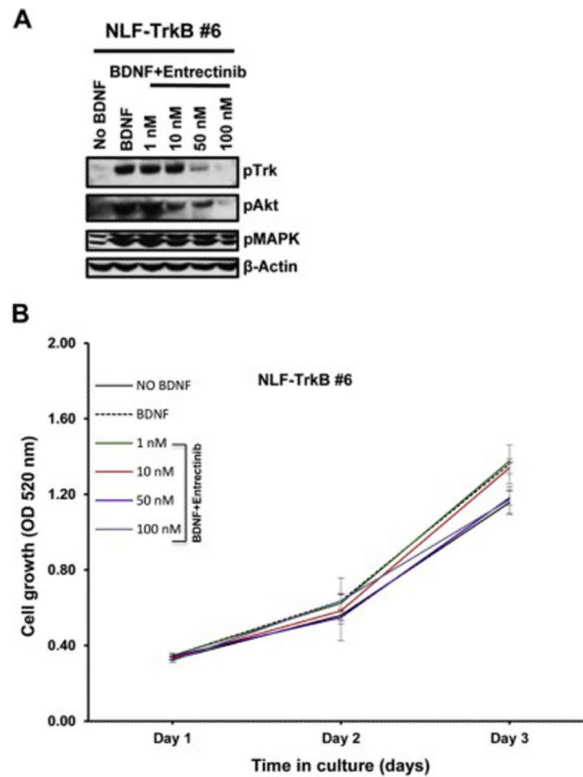 A
NLF-TrkB #6
BDNF+Entrectinib
No BDNF
BDNF
1 nM
10 nM
50 nM
100 nM
pTrk
pAkt
pMAPK
β-Actin
B
2.00
1.60
1.20
0.80
0.40
0.00
Cell growth (OD 520 nm)
NLF-TrkB #6
NO BDNF
BDNF
1 nM
10 nM
50 nM
100 nM
BDNF+Entrectinib
Day 1 Day 2 Day 3
Time in culture (days)